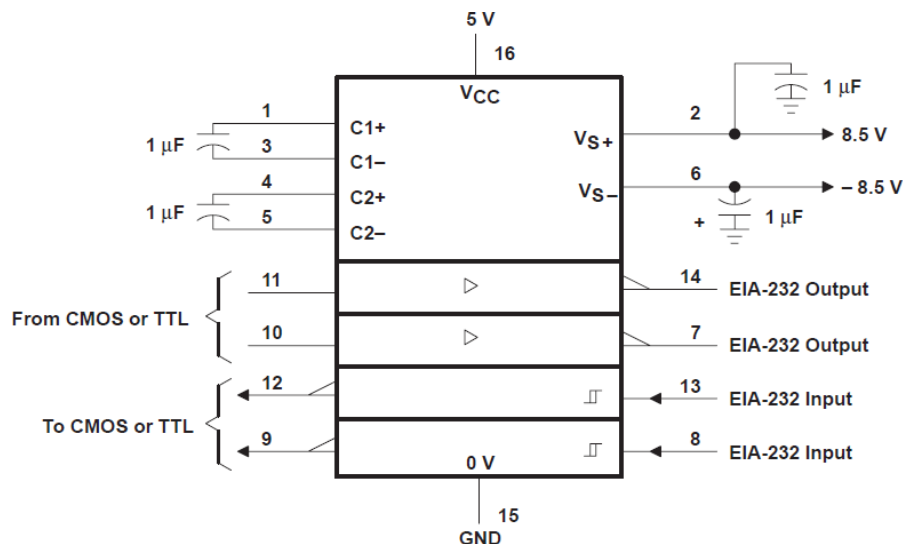 5 V
16
VCC
1
C1+
1 μF
3
C1–
4
C2+
1 μF
5
C2–
2
VS+
1 μF
8.5 V
6
VS–
– 8.5 V
+
1 μF
11
14
EIA-232 Output
From CMOS or TTL
10
7
EIA-232 Output
12
13
EIA-232 Input
To CMOS or TTL
9
8
EIA-232 Input
0 V
15
GND